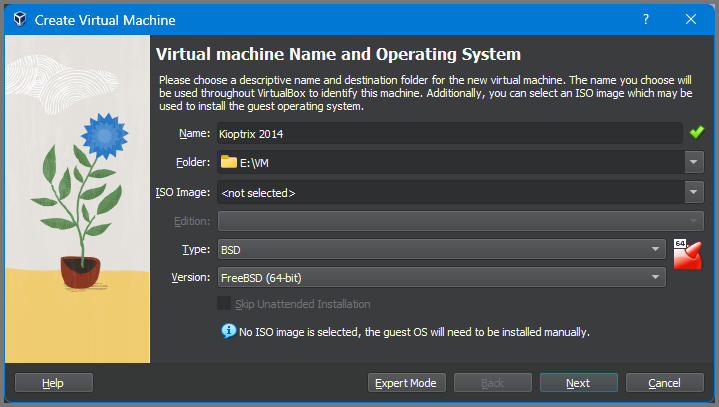 Create Virtual Machine
?
Virtual machine Name and Operating System
Please choose a descriptive name and destination folder for the new virtual machine. The name you choose will
be used throughout VirtualBox to identify this machine. Additionally, you can select an ISO image which may be
used to install the guest operating system.
Name: Kioptrix 2014
Folder: E:\VM
ISO Image: <not selected>
Edition:
Type: BSD
64
Version: FreeBSD (64-bit)
Skip Unattended Installation
No ISO image is selected, the guest OS will need to be installed manually.
Help Expert Mode Back Next Cancel